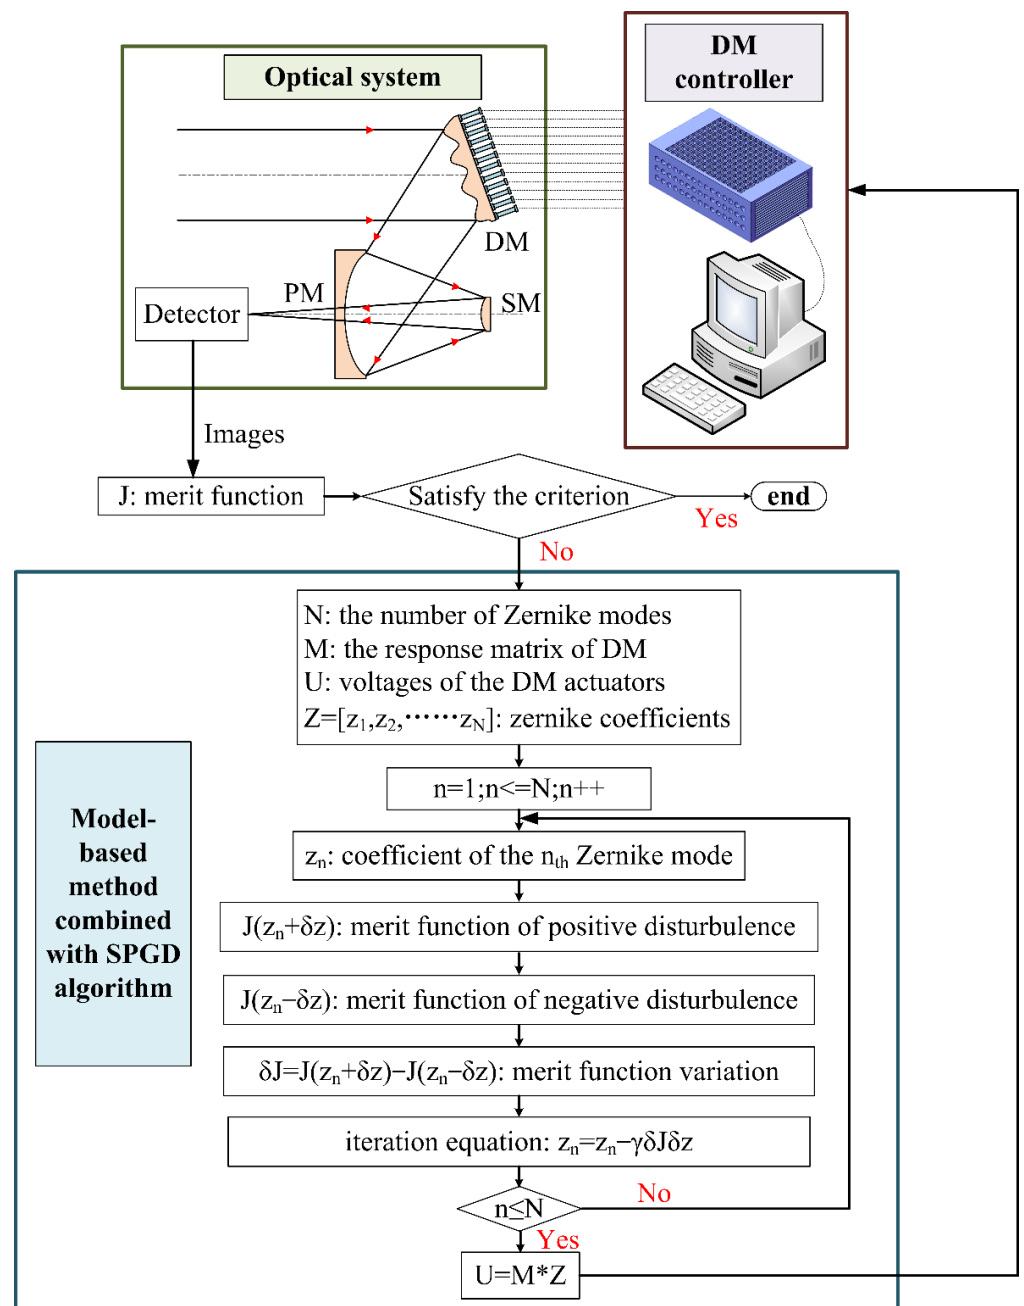 Optical system
DM
controller
DM
PM
SM
Detector
Images
J: merit function
Satisfy the criterion
Yes
end
No
N: the number of Zernike modes
M: the response matrix of DM
U: voltages of the DM actuators
Z=[z₁,z₂,⋯⋯z_N]: zernike coefficients
n=1;n<=N;n++
zₙ: coefficient of the n_th Zernike mode
J(zₙ+δz): merit function of positive disturbulence
J(zₙ−δz): merit function of negative disturbulence
δJ=J(zₙ+δz)−J(zₙ−δz): merit function variation
iteration equation: zₙ=zₙ−γδJδz
n≤N
No
Yes
U=M*Z
Model-
based
method
combined
with SPGD
algorithm